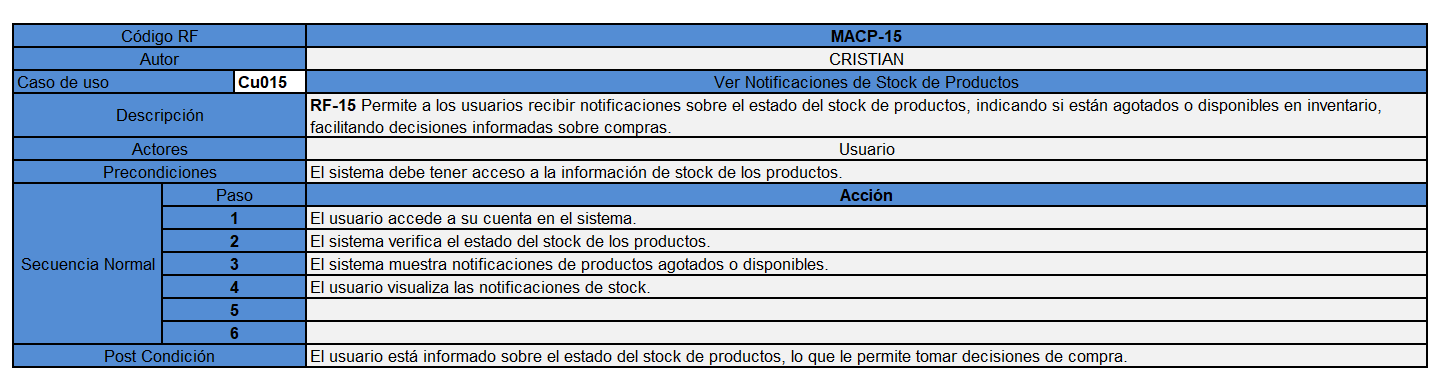 Código RF MACP-15
Autor CRISTIAN
Caso de uso Cu015 Ver Notificaciones de Stock de Productos
Descripción
RF-15 Permite a los usuarios recibir notificaciones sobre el estado del stock de productos, indicando si están agotados o disponibles en inventario,
facilitando decisiones informadas sobre compras.
Actores Usuario
Precondiciones El sistema debe tener acceso a la información de stock de los productos.
Secuencia Normal
Paso Acción
1 El usuario accede a su cuenta en el sistema.
2 El sistema verifica el estado del stock de los productos.
3 El sistema muestra notificaciones de productos agotados o disponibles.
4 El usuario visualiza las notificaciones de stock.
5
6
Post Condición El usuario está informado sobre el estado del stock de productos, lo que le permite tomar decisiones de compra.